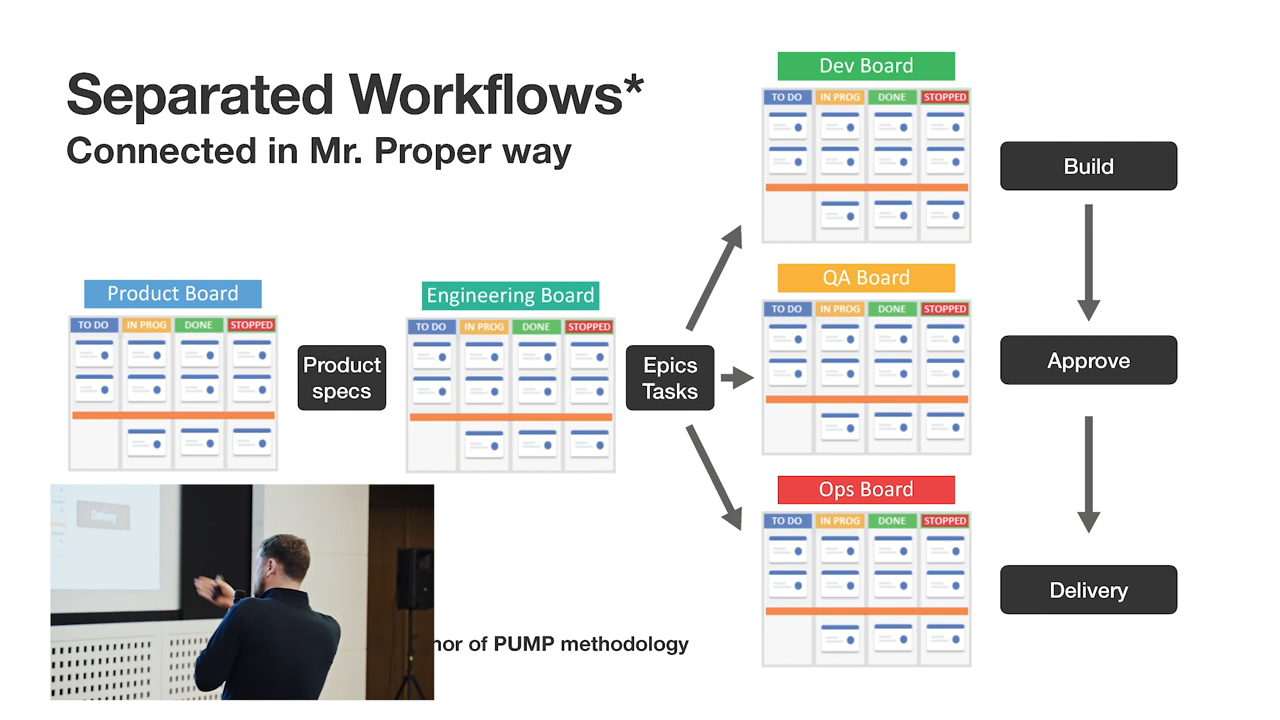 Separated Workflows*
Connected in Mr. Proper way
Product Board
TO DO IN PROG DONE STOPPED
Product
specs
Engineering Board
TO DO IN PROG DONE STOPPED
Epics
Tasks
Dev Board
TO DO IN PROG DONE STOPPED
QA Board
TO DO IN PROG DONE STOPPED
Ops Board
TO DO IN PROG DONE STOPPED
Build
Approve
Delivery
Delivery
of PUMP methodology